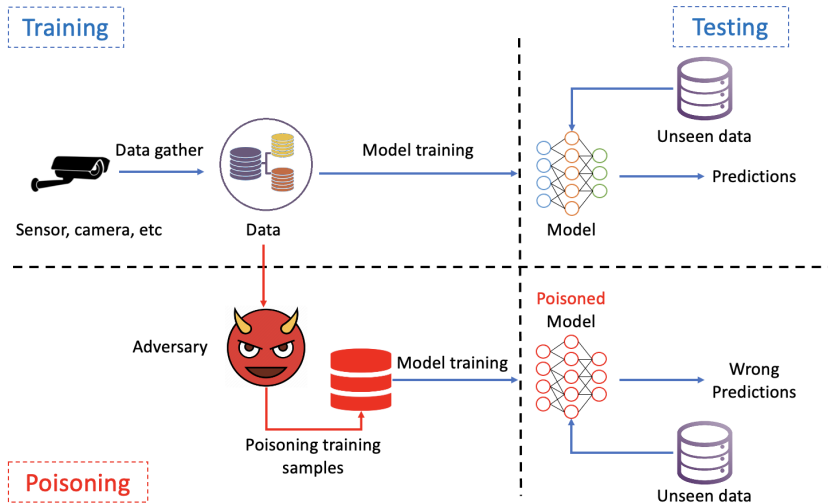 Training
Testing
Data gather
Model training
Unseen data
Predictions
Sensor, camera, etc
Data
Model
Poisoned
Model
Adversary
Model training
Wrong
Predictions
Poisoning training
samples
Poisoning
Unseen data